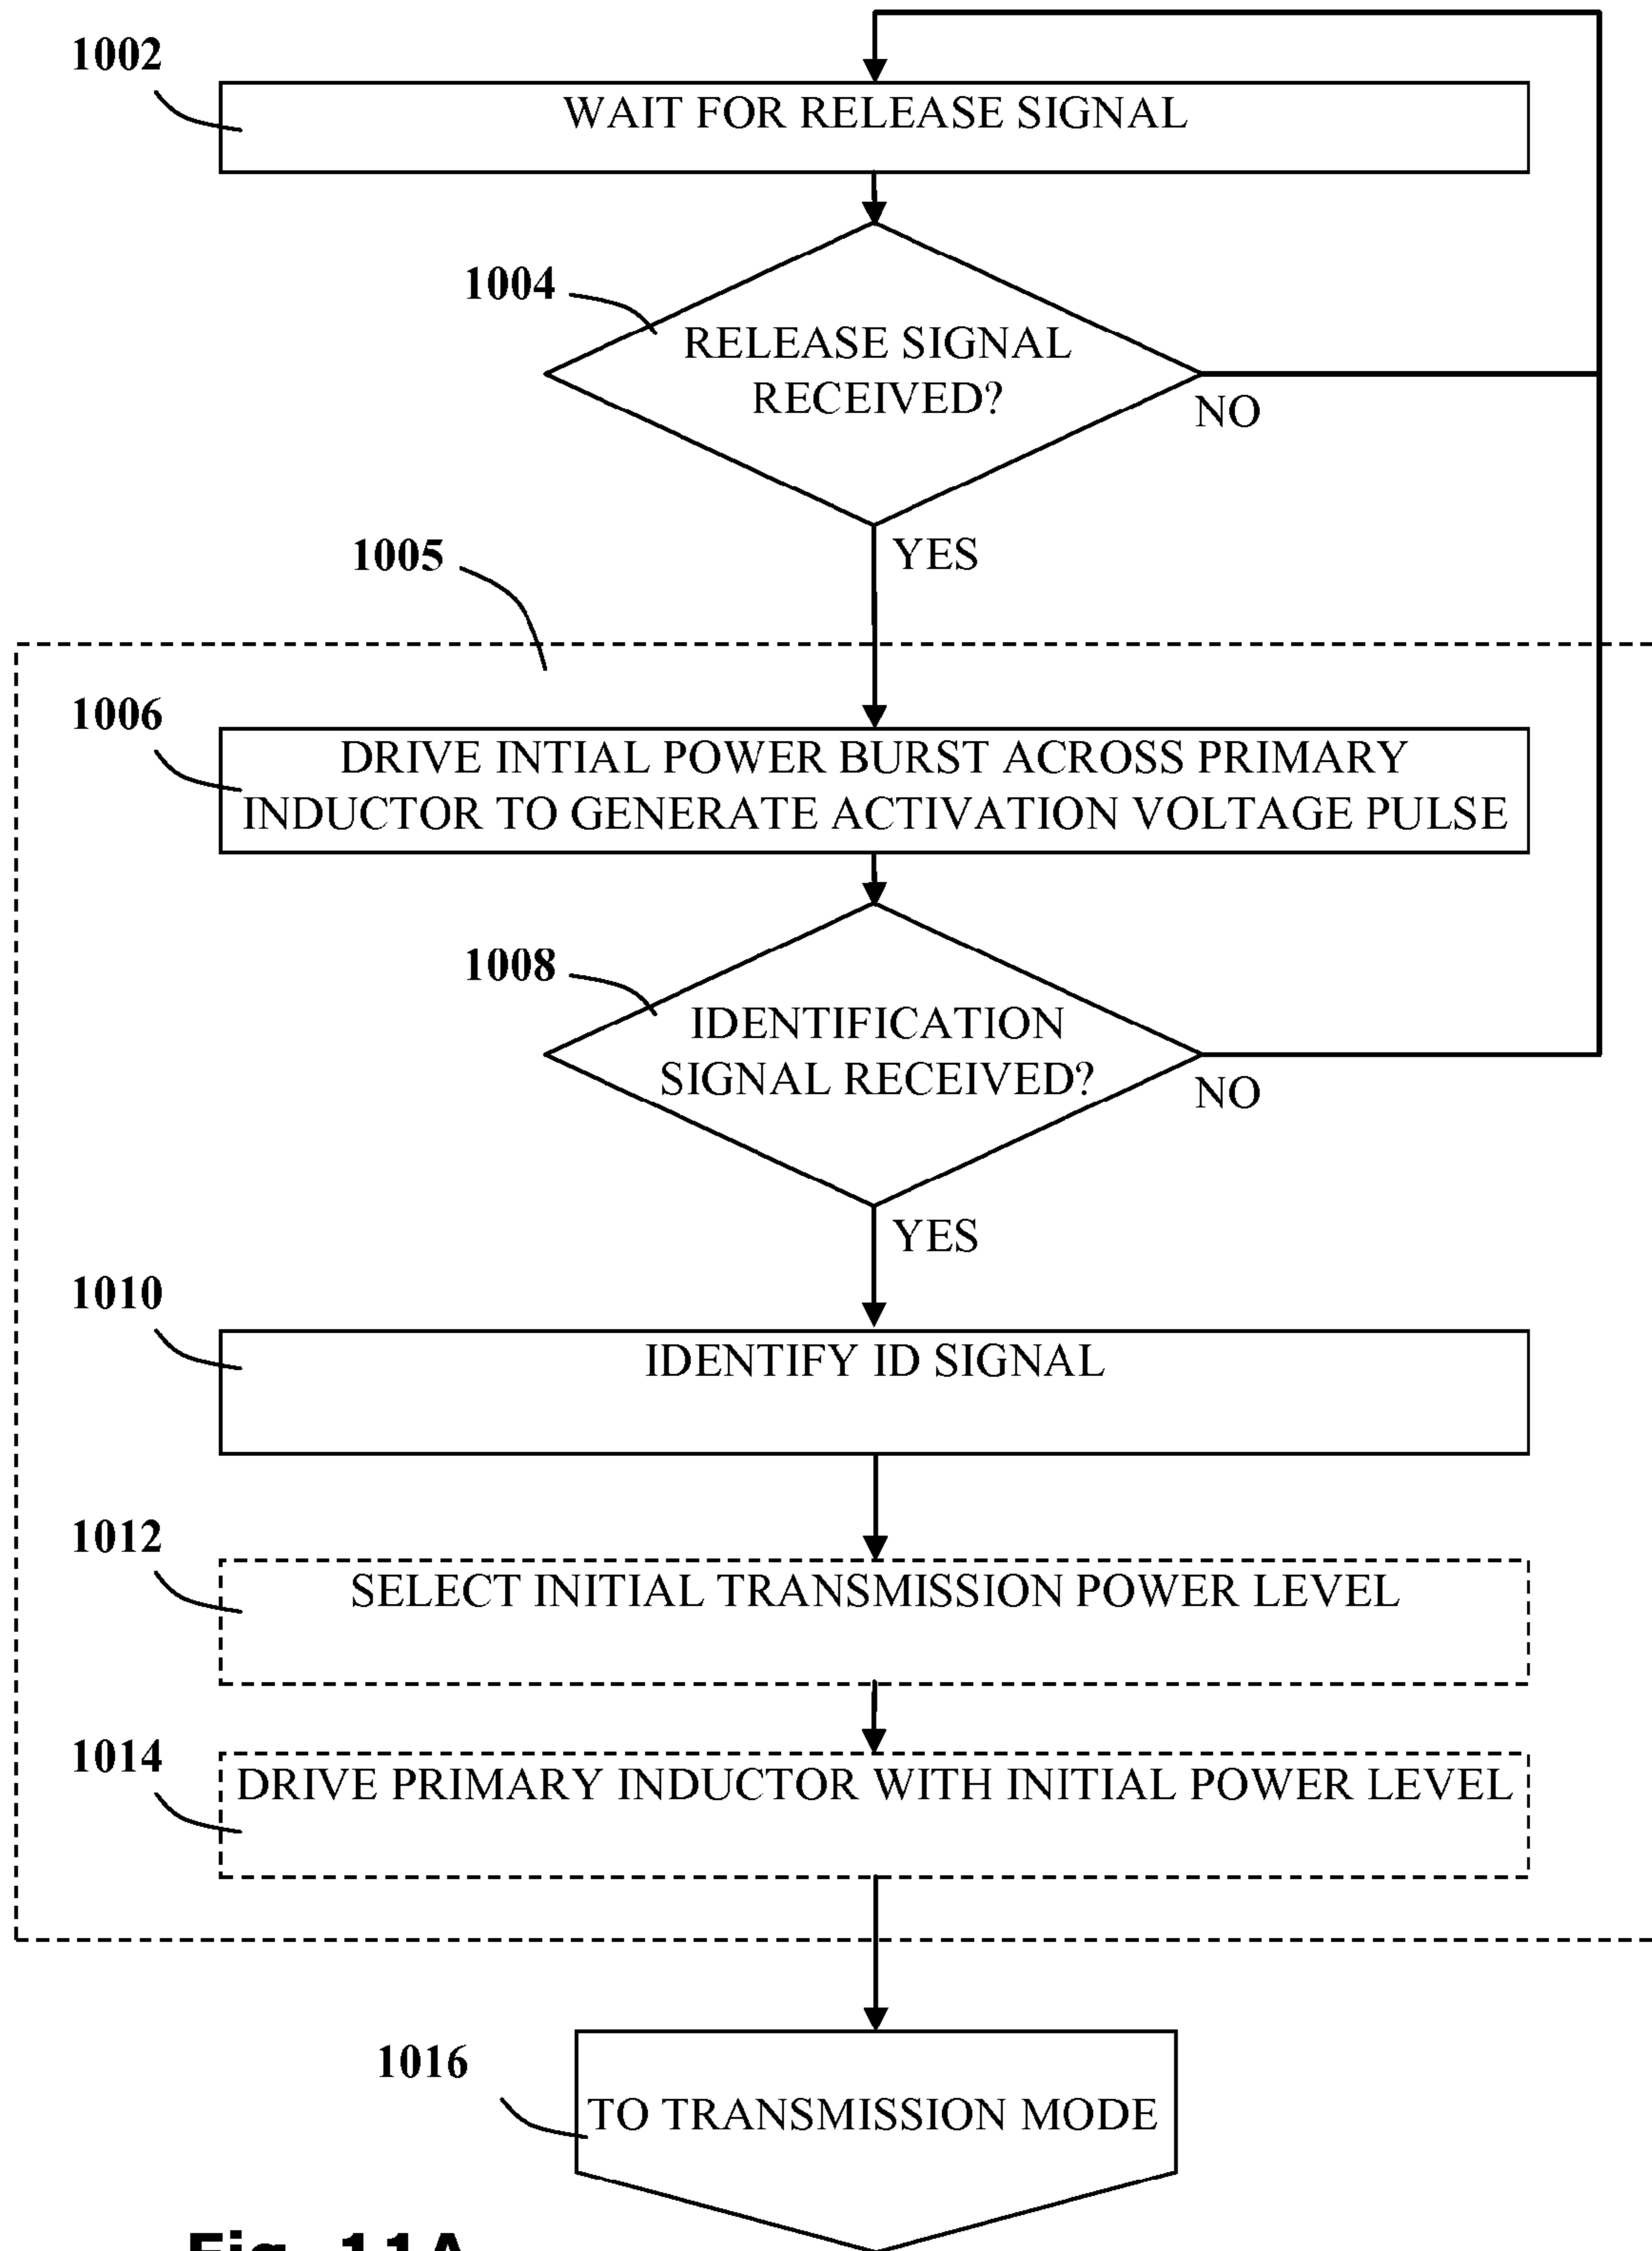 1002
WAIT FOR RELEASE SIGNAL
1004
RELEASE SIGNAL
RECEIVED?
NO
YES
1005
1006
DRIVE INTIAL POWER BURST ACROSS PRIMARY
INDUCTOR TO GENERATE ACTIVATION VOLTAGE PULSE
1008
IDENTIFICATION
SIGNAL RECEIVED?
NO
YES
1010
IDENTIFY ID SIGNAL
1012
SELECT INITIAL TRANSMISSION POWER LEVEL
1014
DRIVE PRIMARY INDUCTOR WITH INITIAL POWER LEVEL
1016
TO TRANSMISSION MODE
Fig. 11A